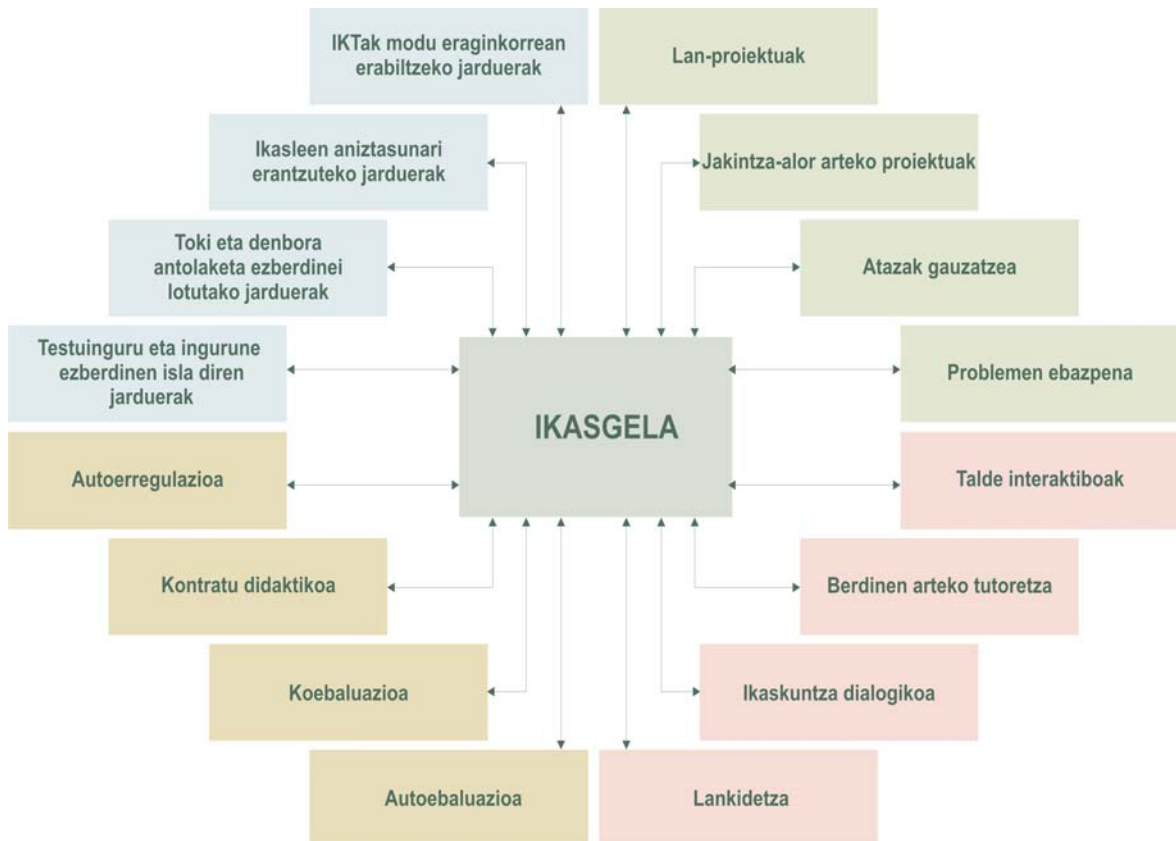 IKTak modu eraginkorrean
erabiltzeko jarduerak
Lan-proiektuak
Ikasleen aniztasunari
erantzuteko jarduerak
Jakintza-alor arteko proiektuak
Toki eta denbora
antolaketa ezberdinei
lotutako jarduerak
Atazak gauzatzea
Testuinguru eta ingurune
ezberdinen isla diren
jarduerak
Problemen ebazpena
IKASGELA
Autoerregulazioa
Talde interaktiboak
Kontratu didaktikoa
Berdinen arteko tutoretza
Koebaluazioa
Ikaskuntza dialogikoa
Autoebaluazioa
Lankidetza